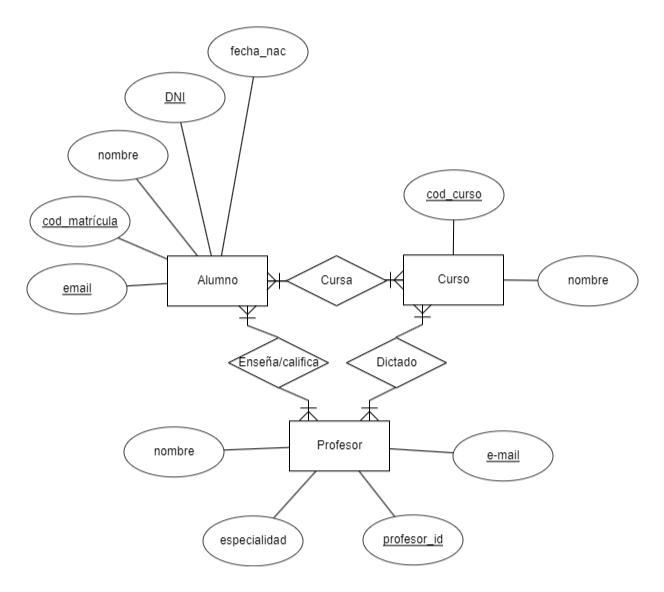 fecha_nac
DNI
nombre
cod_matrícula
email
Alumno
Cursa
Curso
cod_curso
nombre
Enseña/califica
Dictado
Profesor
nombre
especialidad
profesor_id
e-mail